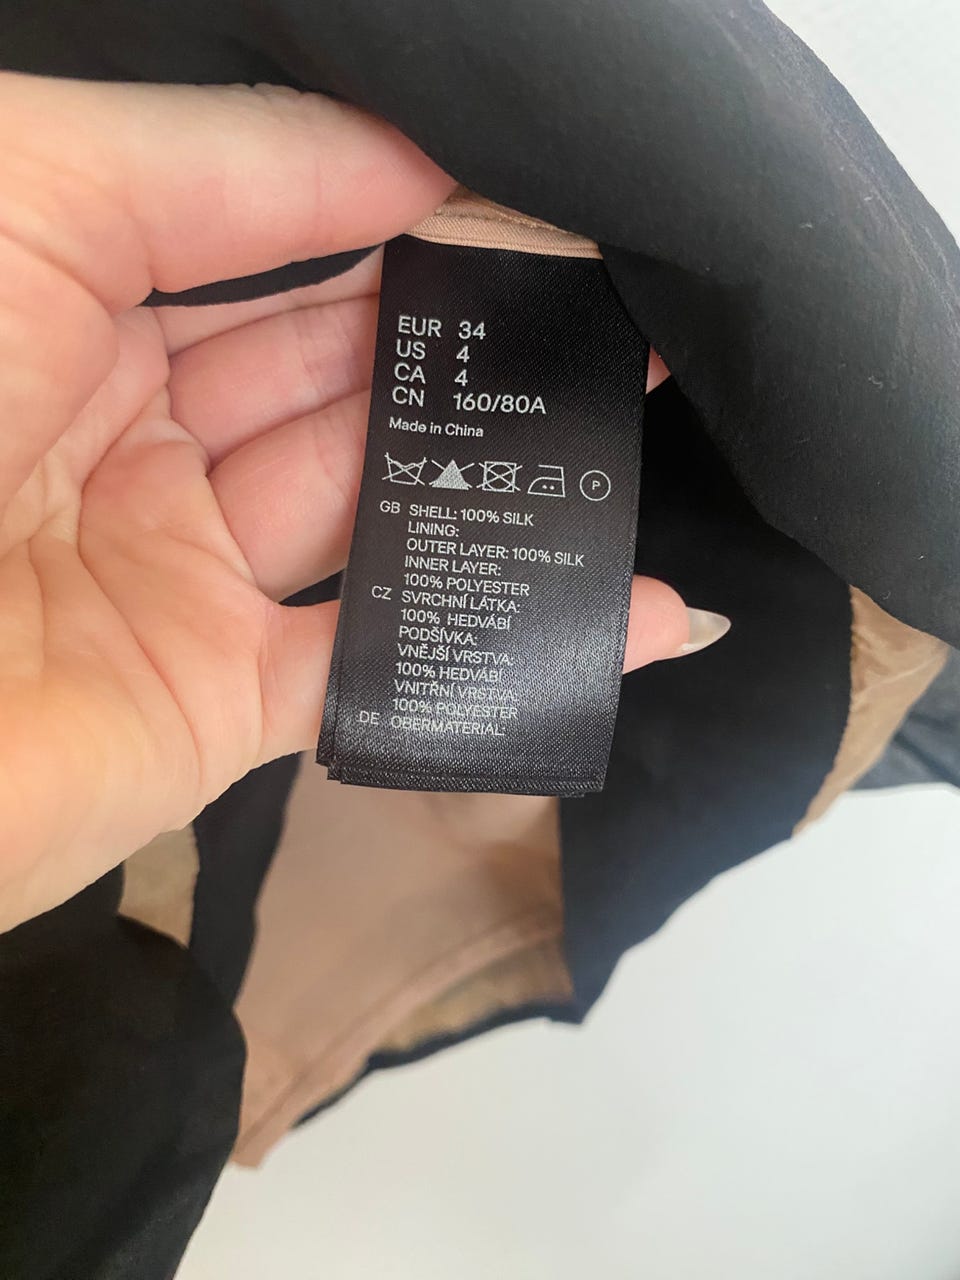 EUR 34
US 4
CA 4
CN 160/80A
Made in China
P
GB SHELL: 100% SILK
LINING:
OUTER LAYER: 100% SILK
INNER LAYER:
100% POLYESTER
CZ SVRCHNÍ LÁTKA:
100% HEDVÁBÍ
PODŠÍVKA:
VNĚJŠÍ VRSTVA:
100% HEDVÁBÍ
VNITŘNÍ VRSTVA:
100% POLYESTER
DE OBERMATERIAL: